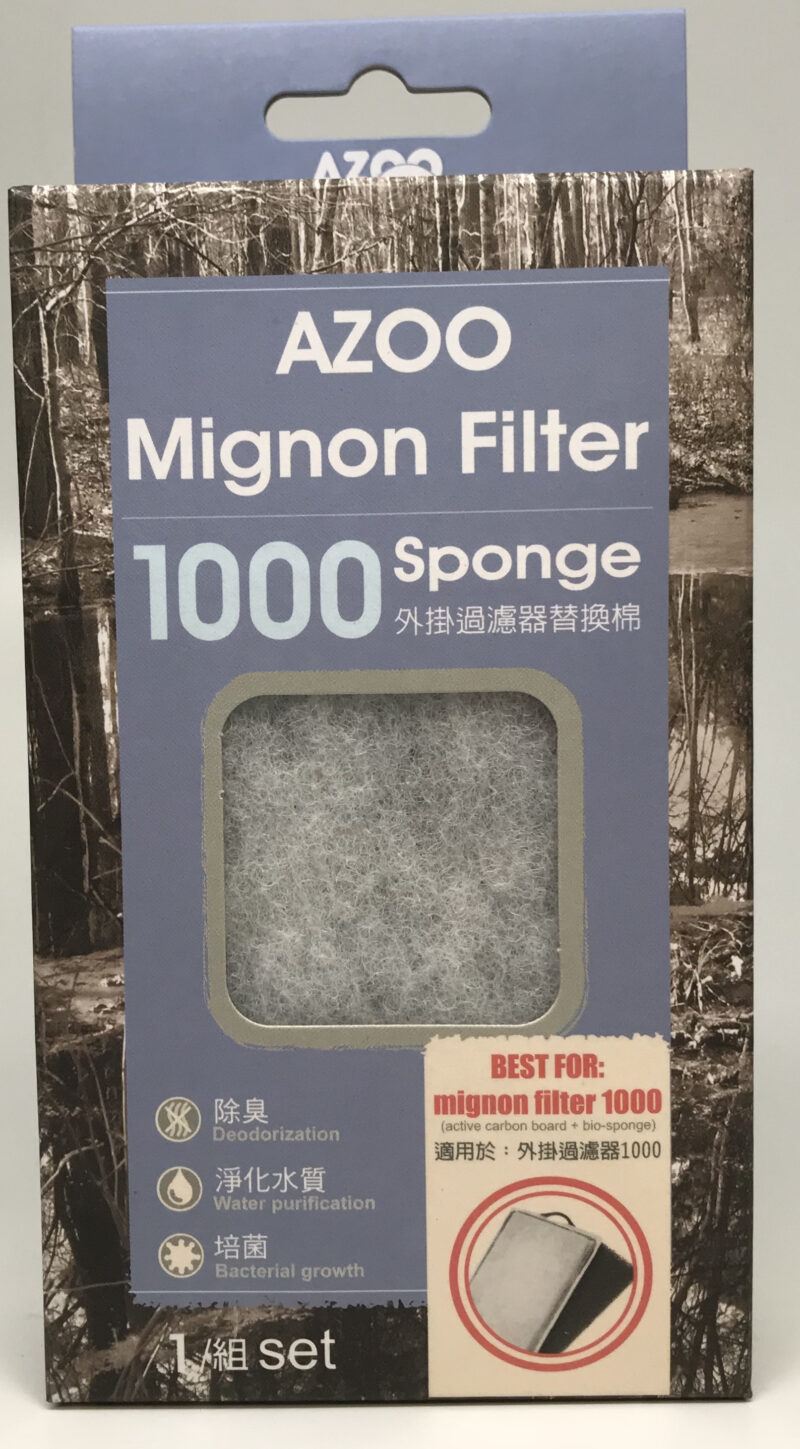 AZOO
AZOO
Mignon Filter
1000 Sponge
外掛過濾器替換棉
除臭
Deodorization
淨化水質
Water purification
培菌
Bacterial growth
1/組 set
BEST FOR:
mignon filter 1000
(active carbon board + bio-sponge)
適用於：外掛過濾器1000